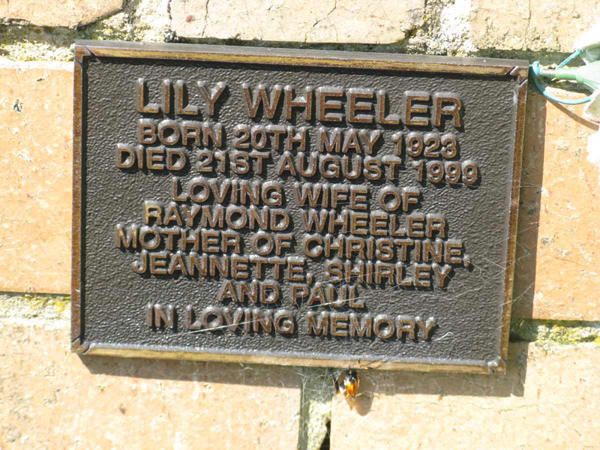 LILY WHEELER
BORN 20TH MAY 1923
DIED 21ST AUGUST 1999
LOVING WIFE OF
RAYMOND WHEELER
MOTHER OF CHRISTINE,
JEANNETTE, SHIRLEY
AND PAUL
IN LOVING MEMORY